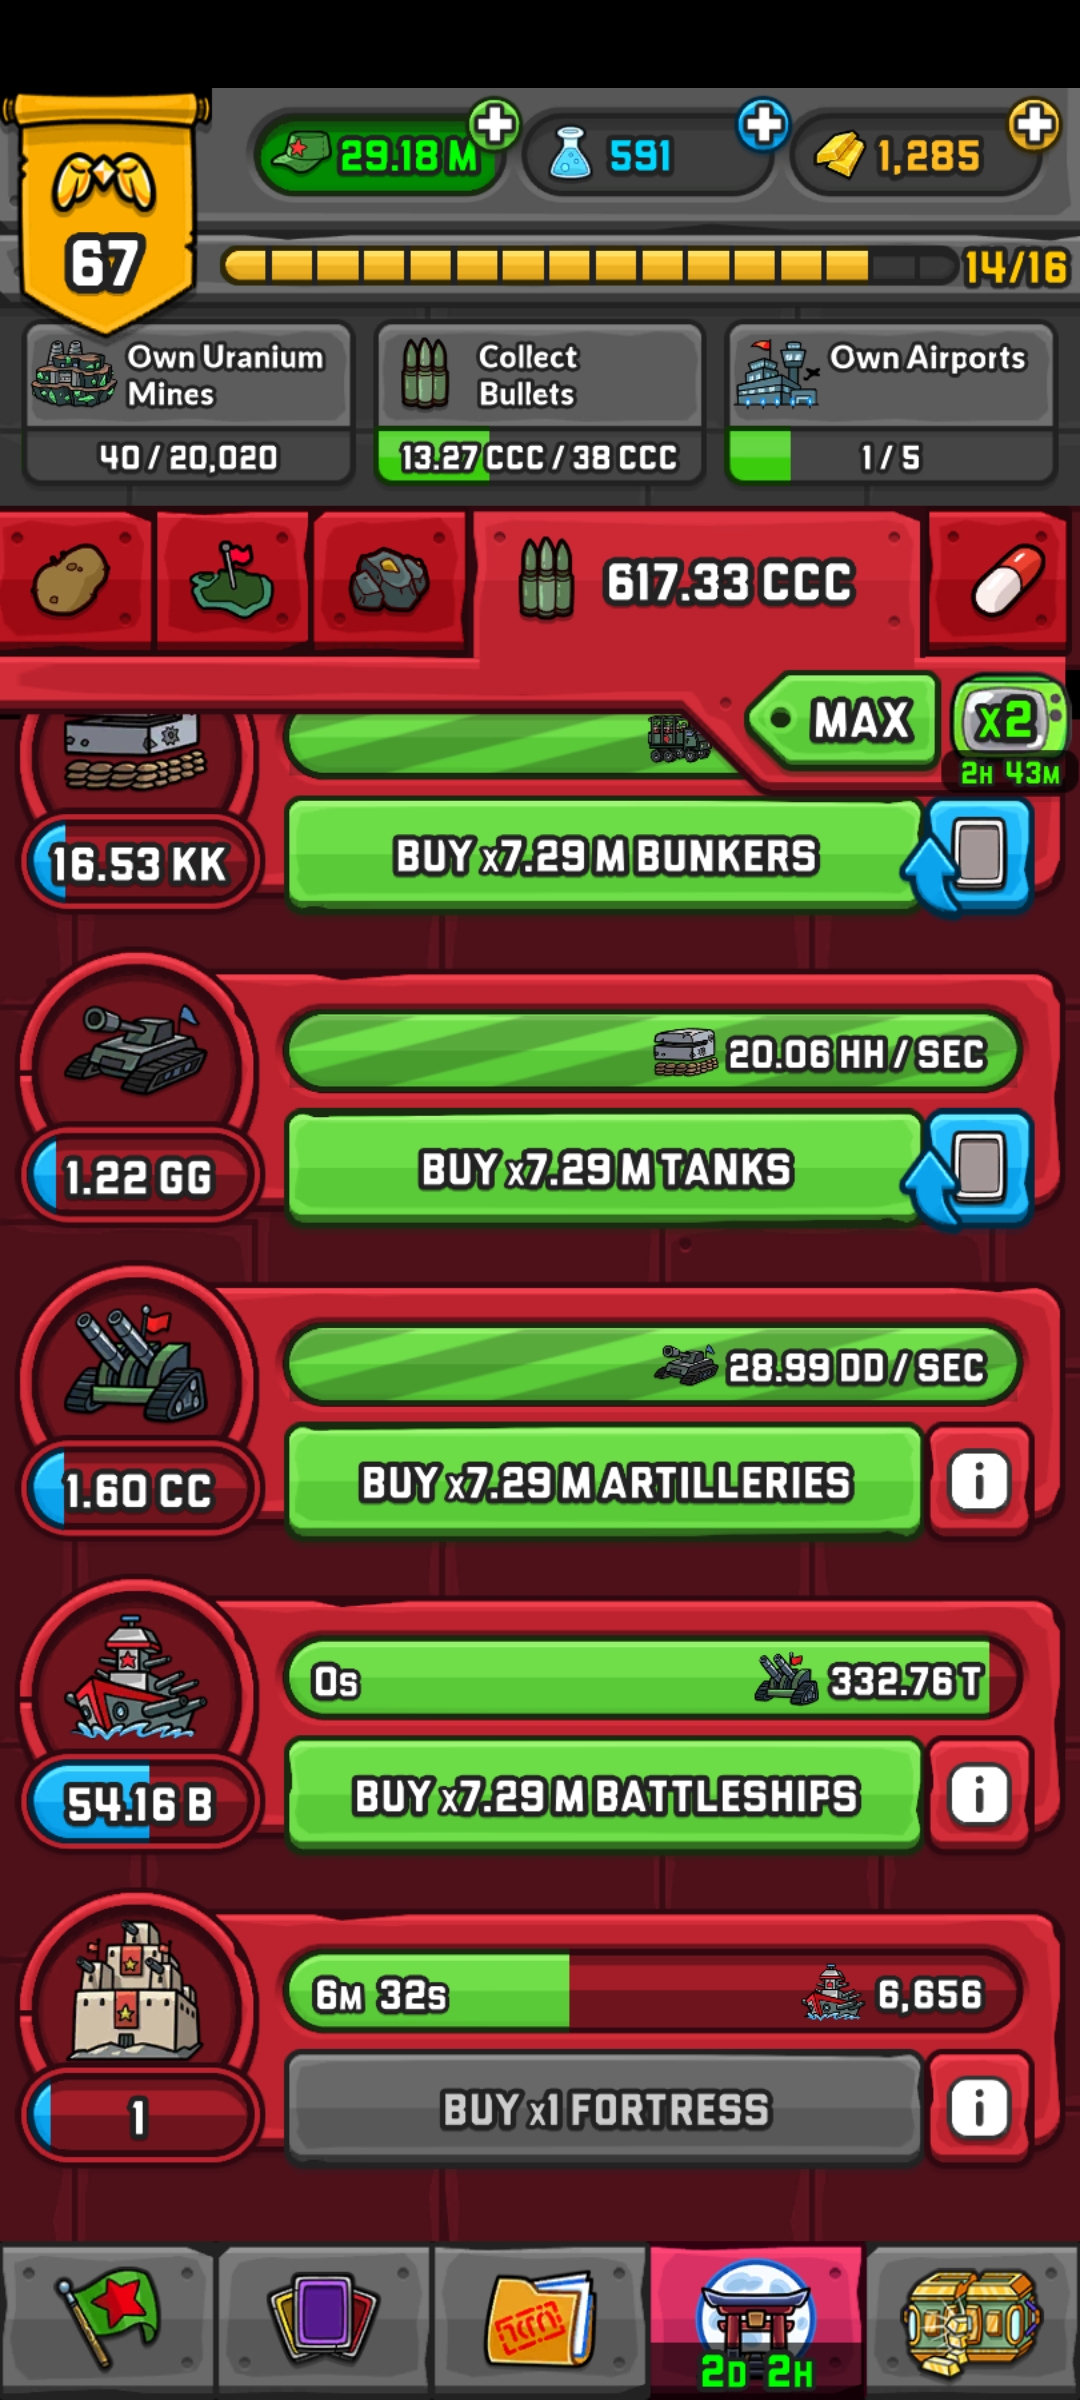 29.18 M
591
1,285
67
14/16
Own Uranium
Mines
40 / 20,020
Collect
Bullets
13.27 CCC / 38 CCC
Own Airports
1 / 5
617.33 CCC
MAX
x2
2H 43M
16.53 KK
BUY x7.29 M BUNKERS
20.06 HH / SEC
1.22 GG
BUY x7.29 M TANKS
28.99 DD / SEC
1.60 CC
BUY x7.29 M ARTILLERIES
i
0s
332.76 T
54.16 B
BUY x7.29 M BATTLESHIPS
i
6M 32s
6,656
1
BUY x1 FORTRESS
i
2D 2H